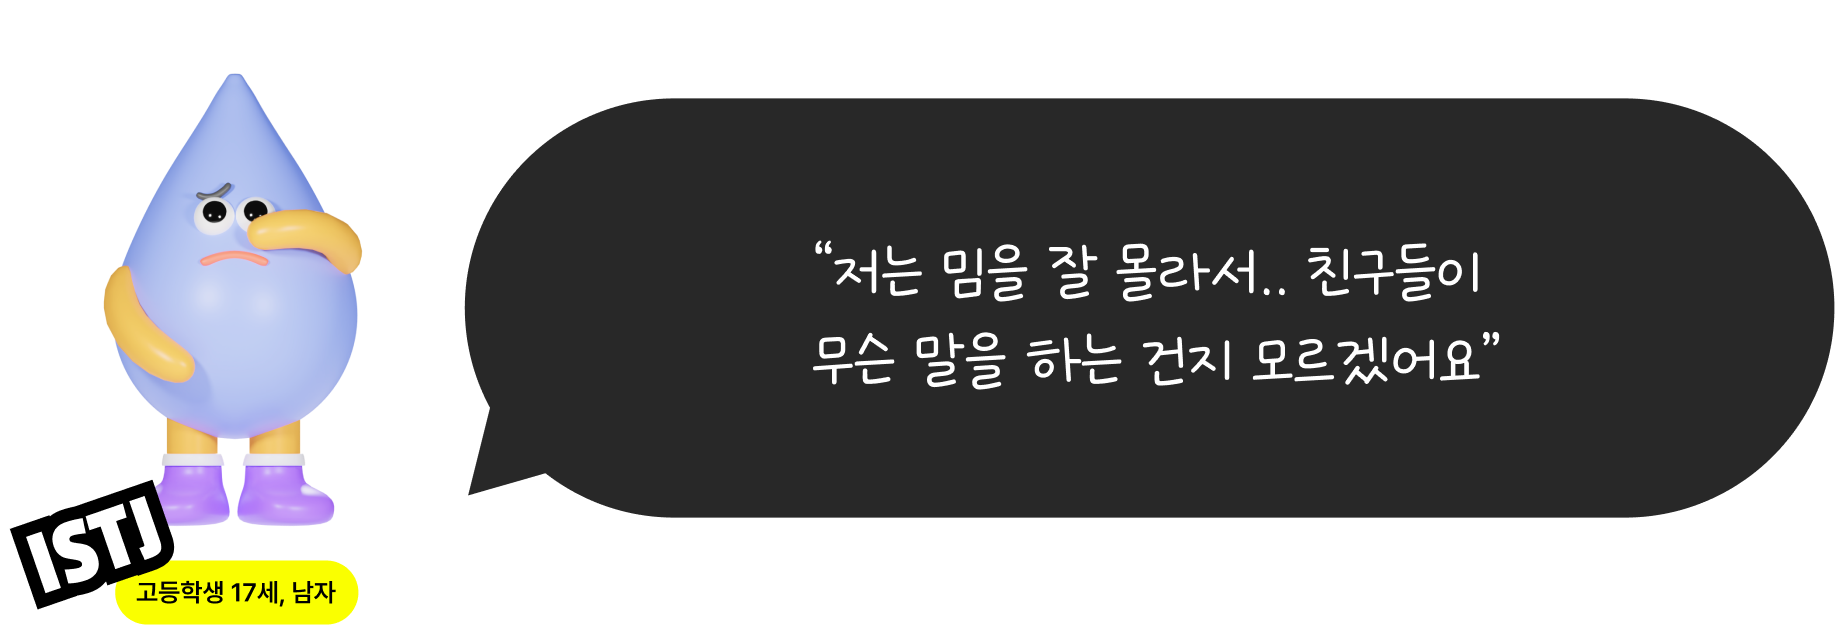 “저는 밈을 잘 몰라서.. 친구들이
무슨 말을 하는 건지 모르겠어요”
ISTJ
고등학생 17세, 남자